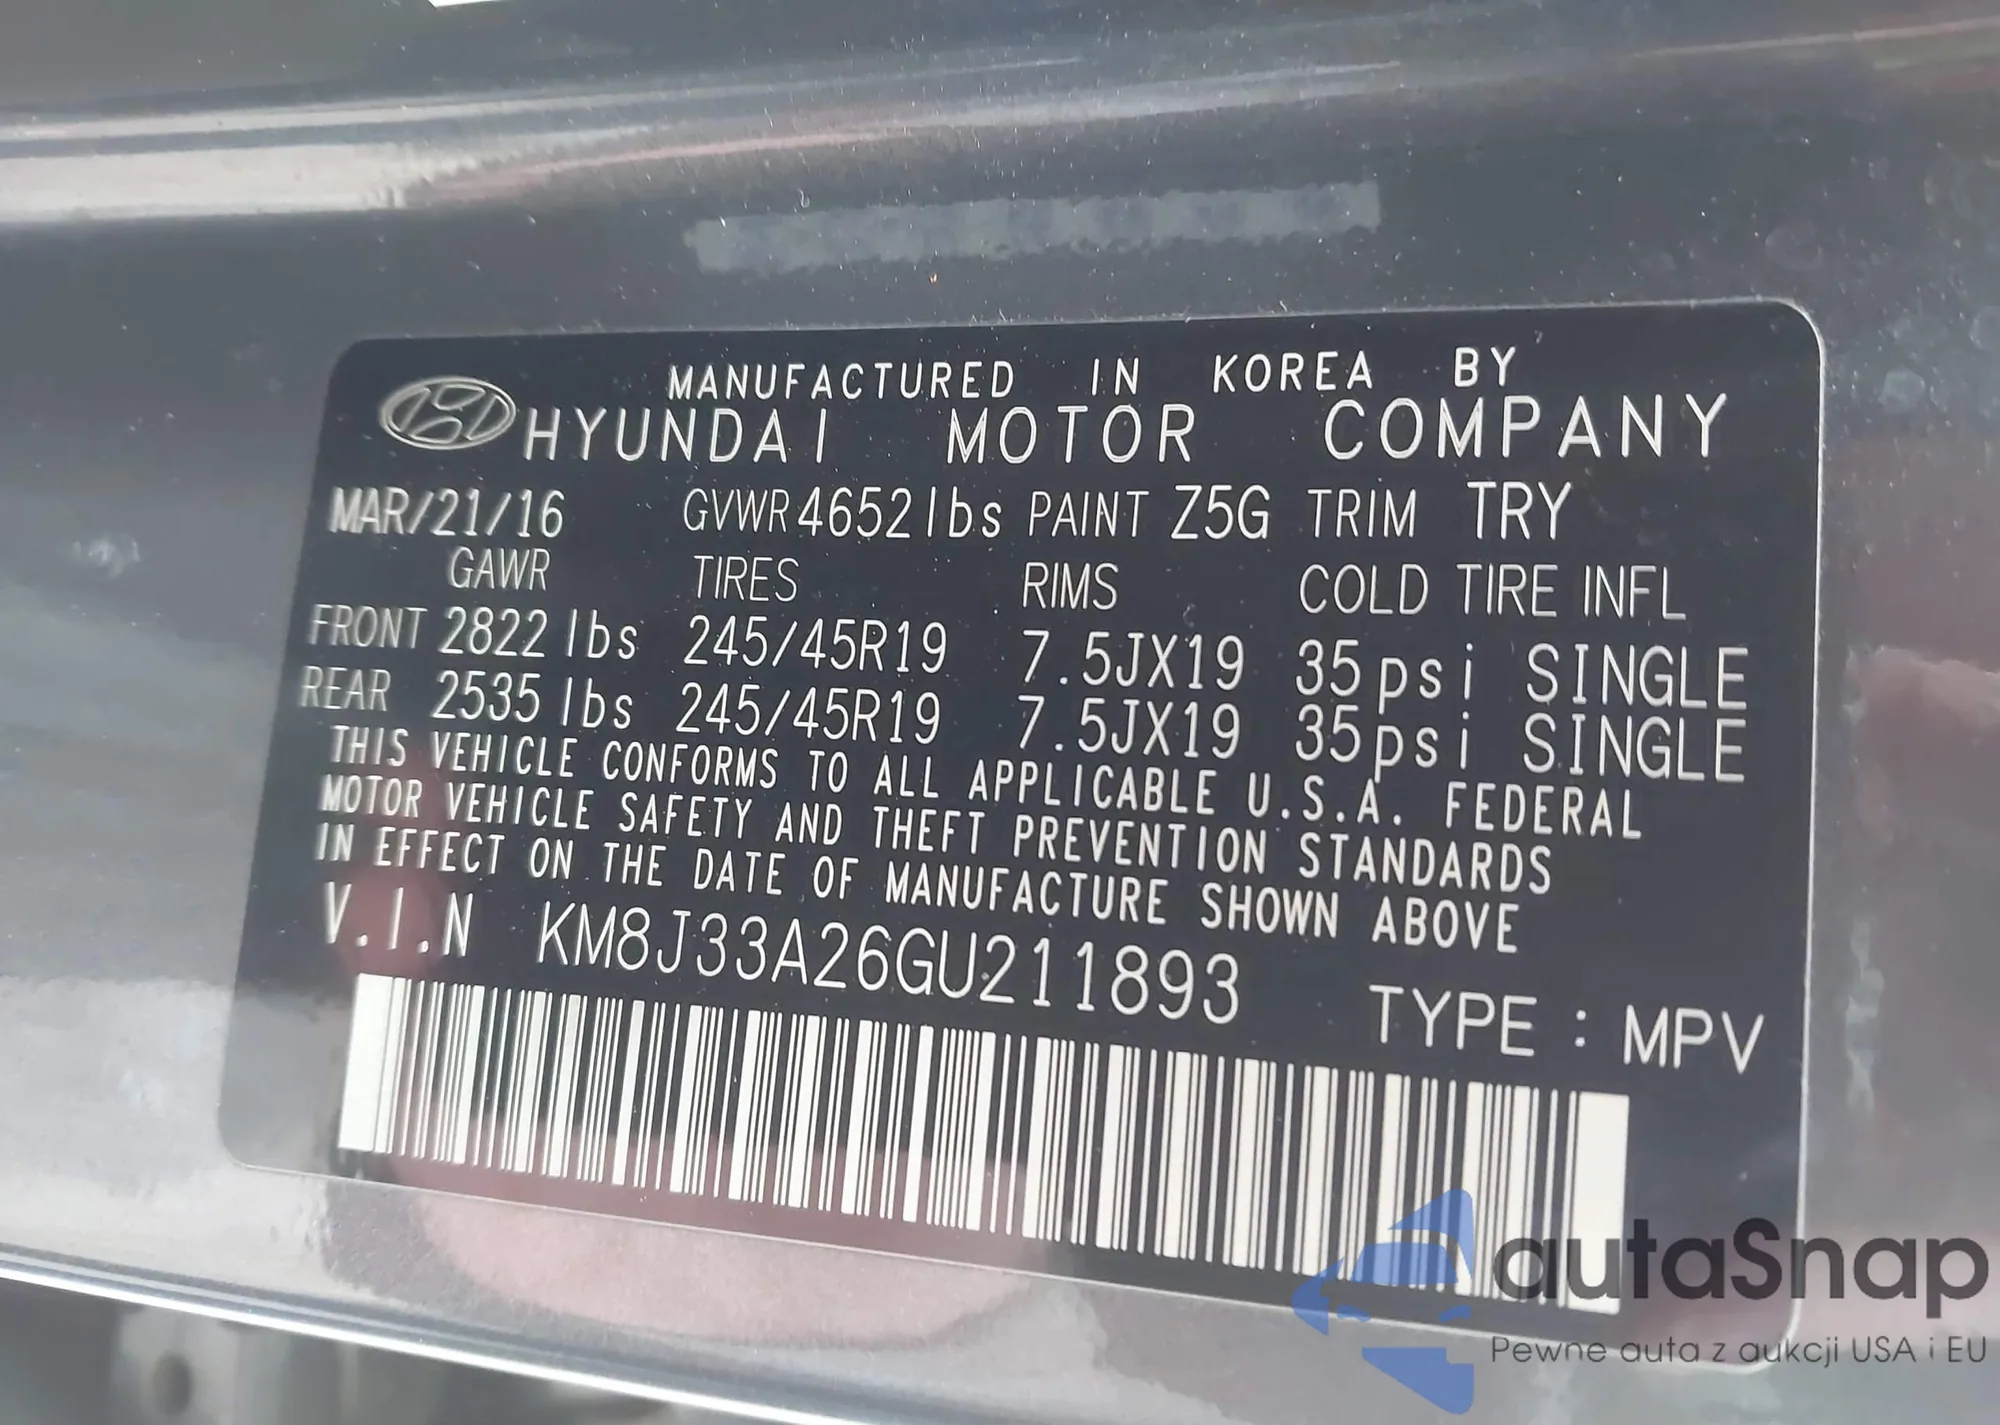 MANUFACTURED IN KOREA BY
HYUNDAI MOTOR COMPANY
MAR/21/16 GVWR 4652 lbs PAINT Z5G TRIM TRY
GAWR TIRES RIMS COLD TIRE INFL
FRONT 2822 lbs 245/45R19 7.5JX19 35psi SINGLE
REAR 2535 lbs 245/45R19 7.5JX19 35psi SINGLE
THIS VEHICLE CONFORMS TO ALL APPLICABLE U.S.A. FEDERAL
MOTOR VEHICLE SAFETY AND THEFT PREVENTION STANDARDS
IN EFFECT ON THE DATE OF MANUFACTURE SHOWN ABOVE
V.I.N KM8J33A26GU211893
TYPE : MPV
autaSnap
Pewne auta z aukcji USA i EU